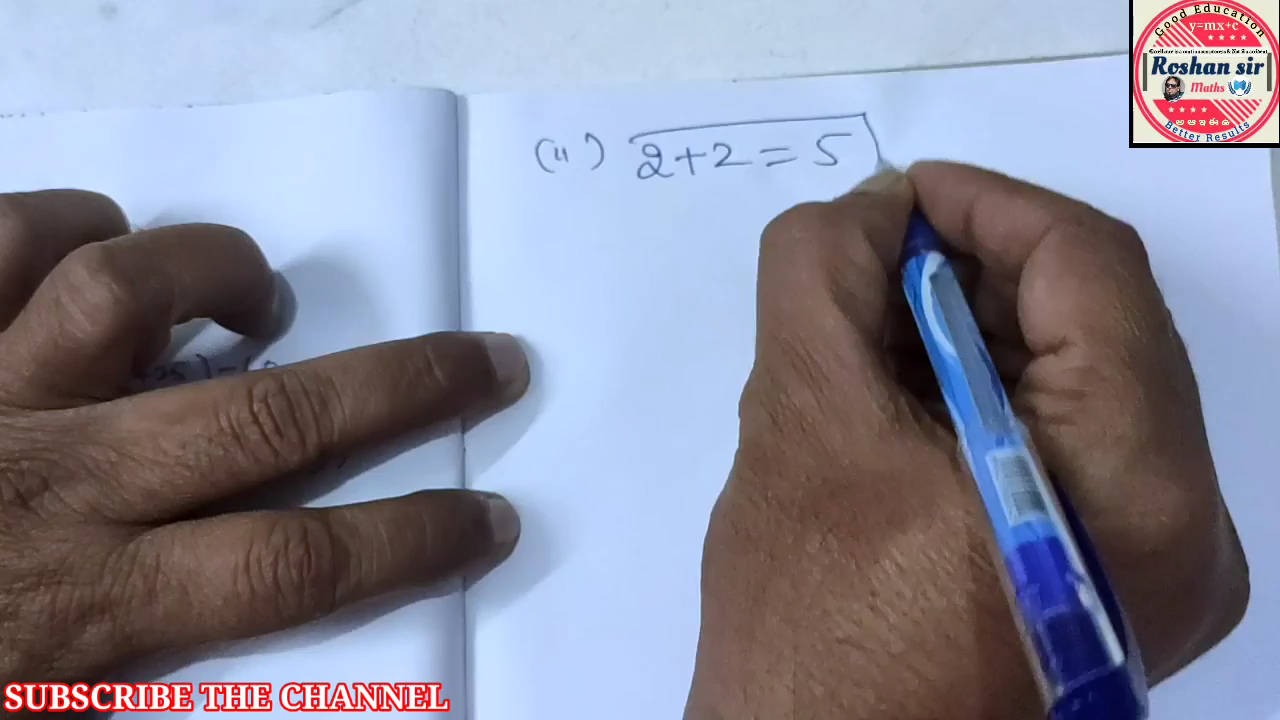 Good Education
y=mx+c
Roshan sir
Maths
Better Results
(ii) 2+2=5
SUBSCRIBE THE CHANNEL